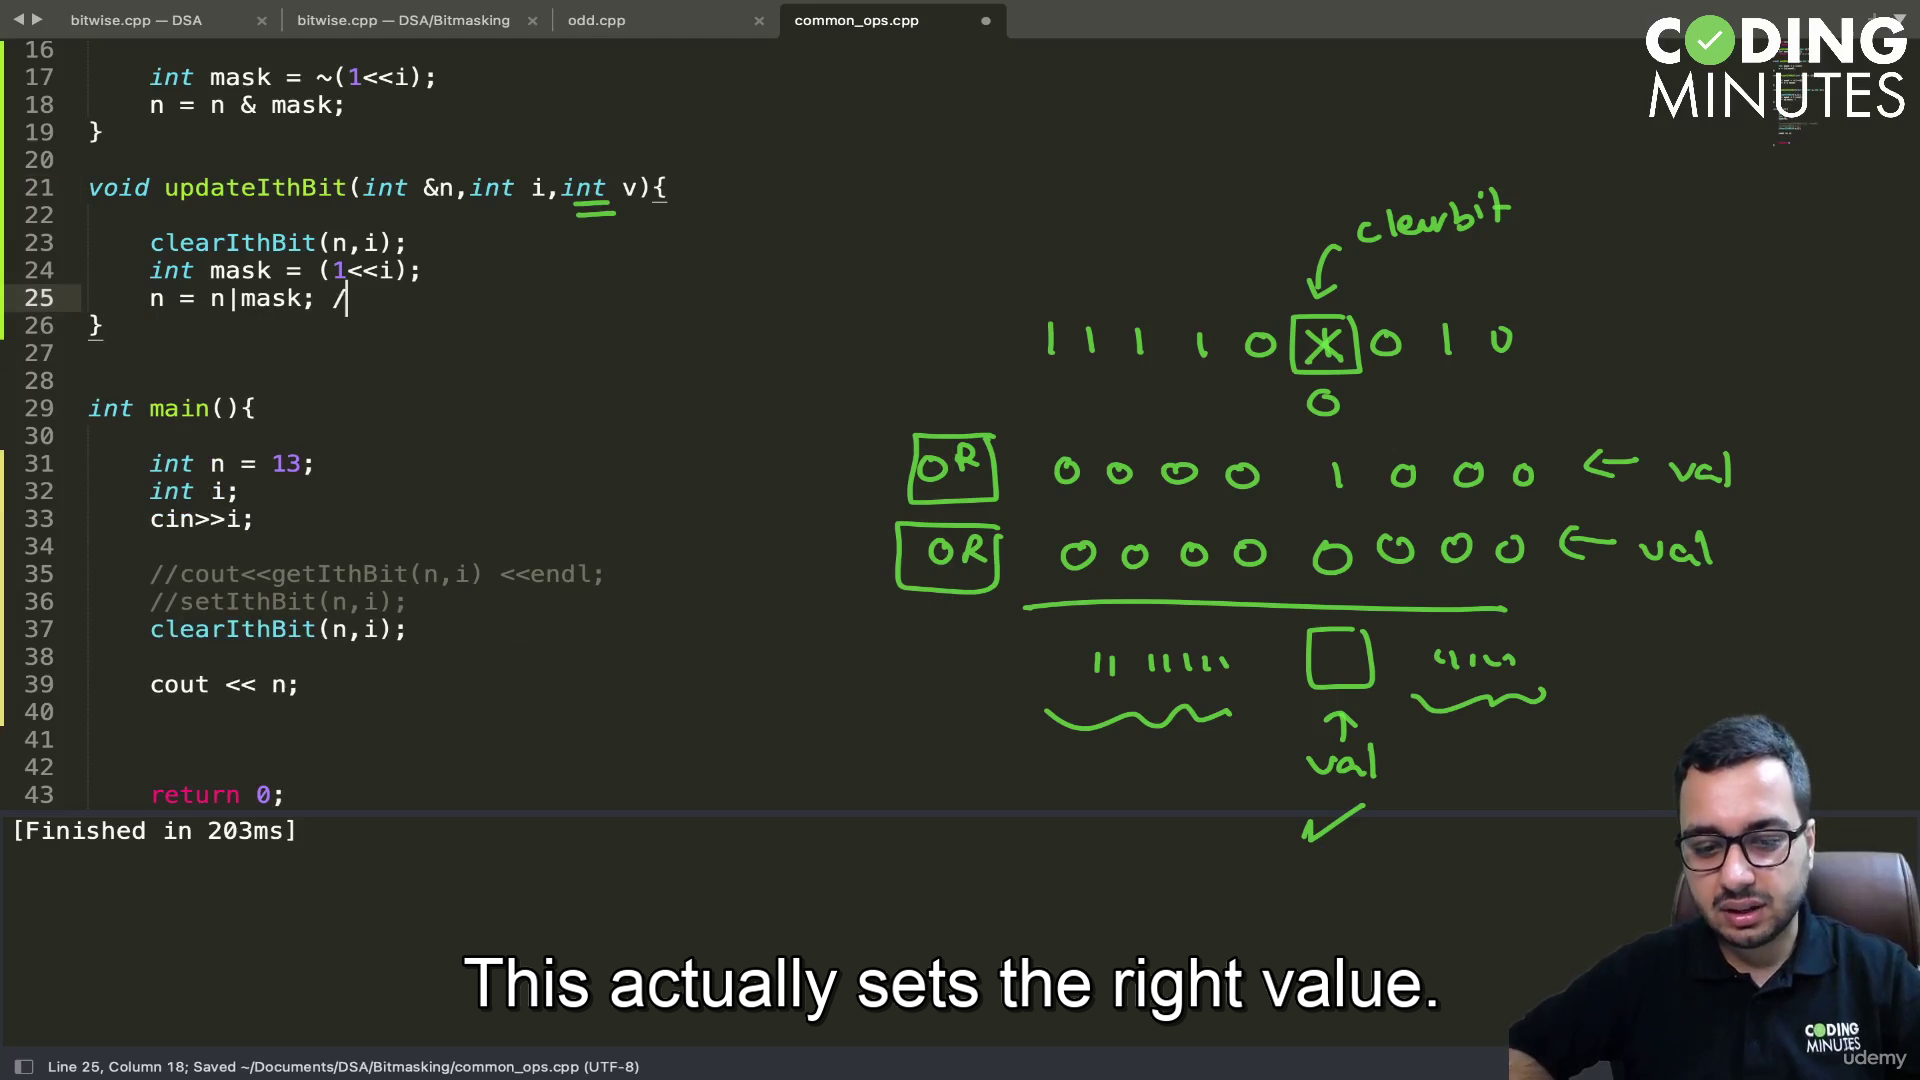 bitwise.cpp — DSA
bitwise.cpp — DSA/Bitmasking
odd.cpp
common_ops.cpp
CODING
MINUTES
16
17 int mask = ~(1<<i);
18 n = n & mask;
19 }
20
21 void updateIthBit(int &n,int i,int v){
22
23 clearIthBit(n,i);
24 int mask = (1<<i);
25 n = n|mask; /
26 }
27
28
29 int main(){
30
31 int n = 13;
32 int i;
33 cin>>i;
34
35 //cout<<getIthBit(n,i) <<endl;
36 //setIthBit(n,i);
37 clearIthBit(n,i);
38
39 cout << n;
40
41
42
43 return 0;
clearbit
1 1 1 1 0 X 0 1 0
0
OR 0 0 0 0 1 0 0 0 ← val
OR 0 0 0 0 0 0 0 0 ← val
val
[Finished in 203ms]
This actually sets the right value.
CODING
MINUTES
udemy
Line 25, Column 18; Saved ~/Documents/DSA/Bitmasking/common_ops.cpp (UTF-8)